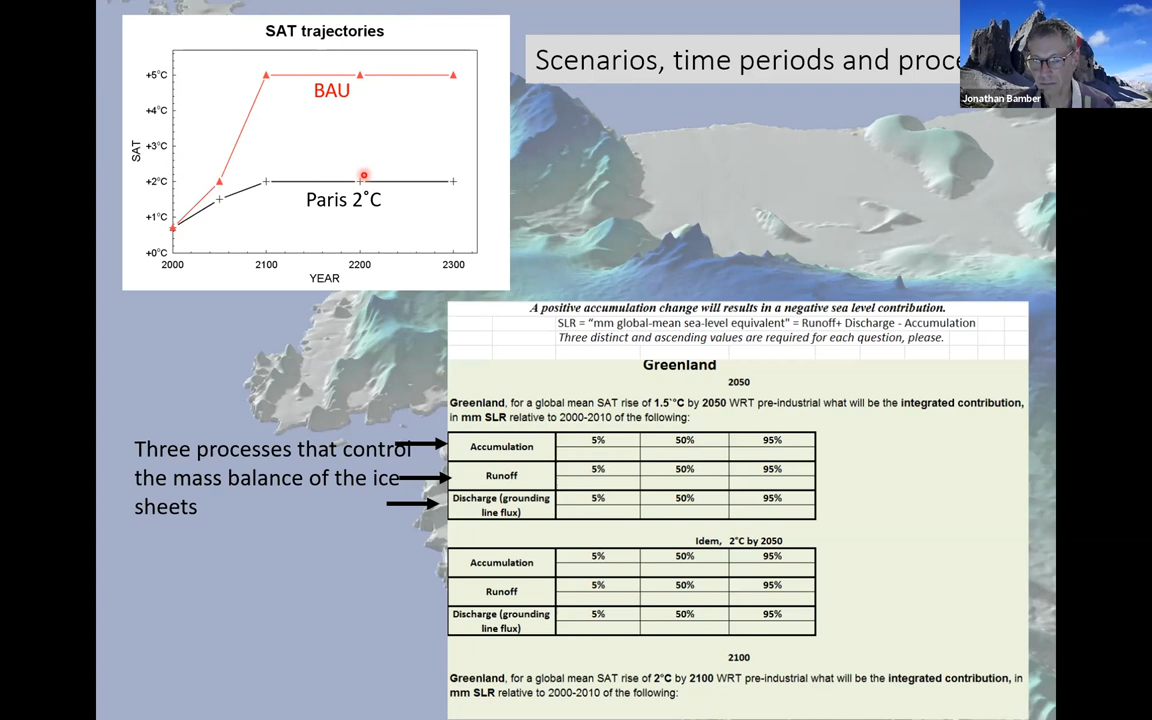 SAT trajectories
+5°C
+4°C
+3°C
+2°C
+1°C
+0°C
SAT
BAU
Paris 2˚C
2000
2100
2200
2300
YEAR
Scenarios, time periods and proce
Jonathan Bamber
A positive accumulation change will results in a negative sea level contribution.
SLR = "mm global-mean sea-level equivalent" = Runoff+ Discharge - Accumulation
Three distinct and ascending values are required for each question, please.
Greenland
2050
Greenland, for a global mean SAT rise of 1.5`°C by 2050 WRT pre-industrial what will be the integrated contribution,
in mm SLR relative to 2000-2010 of the following:
Three processes that control
the mass balance of the ice
sheets
Accumulation 5% 50% 95%
Runoff 5% 50% 95%
Discharge (grounding 5% 50% 95%
line flux)
Idem, 2°C by 2050
Accumulation 5% 50% 95%
Runoff 5% 50% 95%
Discharge (grounding 5% 50% 95%
line flux)
2100
Greenland, for a global mean SAT rise of 2°C by 2100 WRT pre-industrial what will be the integrated contribution, in
mm SLR relative to 2000-2010 of the following: